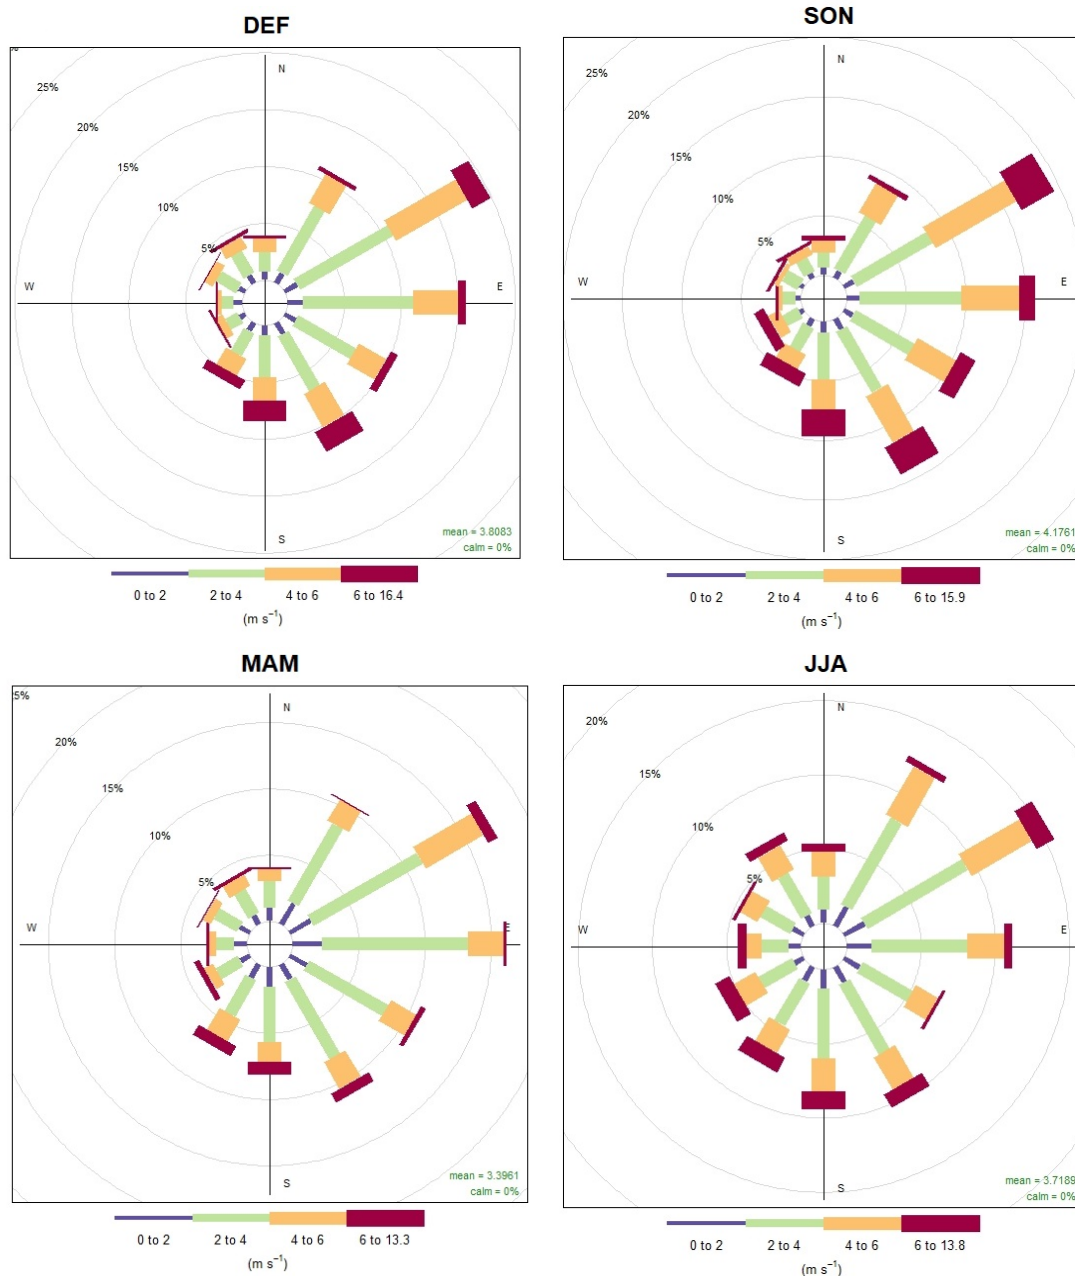 DEF
%
N
25%
20%
15%
10%
5%
W
E
S
mean = 3.8083
calm = 0%
0 to 2 2 to 4 4 to 6 6 to 16.4
(m s⁻¹)
SON
25%
N
20%
15%
10%
5%
W
E
S
mean = 4.1761
calm = 0%
0 to 2 2 to 4 4 to 6 6 to 15.9
(m s⁻¹)
MAM
5%
N
20%
15%
10%
5%
W
E
S
mean = 3.3961
calm = 0%
0 to 2 2 to 4 4 to 6 6 to 13.3
(m s⁻¹)
JJA
N
20%
15%
10%
5%
W
E
S
mean = 3.7189
calm = 0%
0 to 2 2 to 4 4 to 6 6 to 13.8
(m s⁻¹)